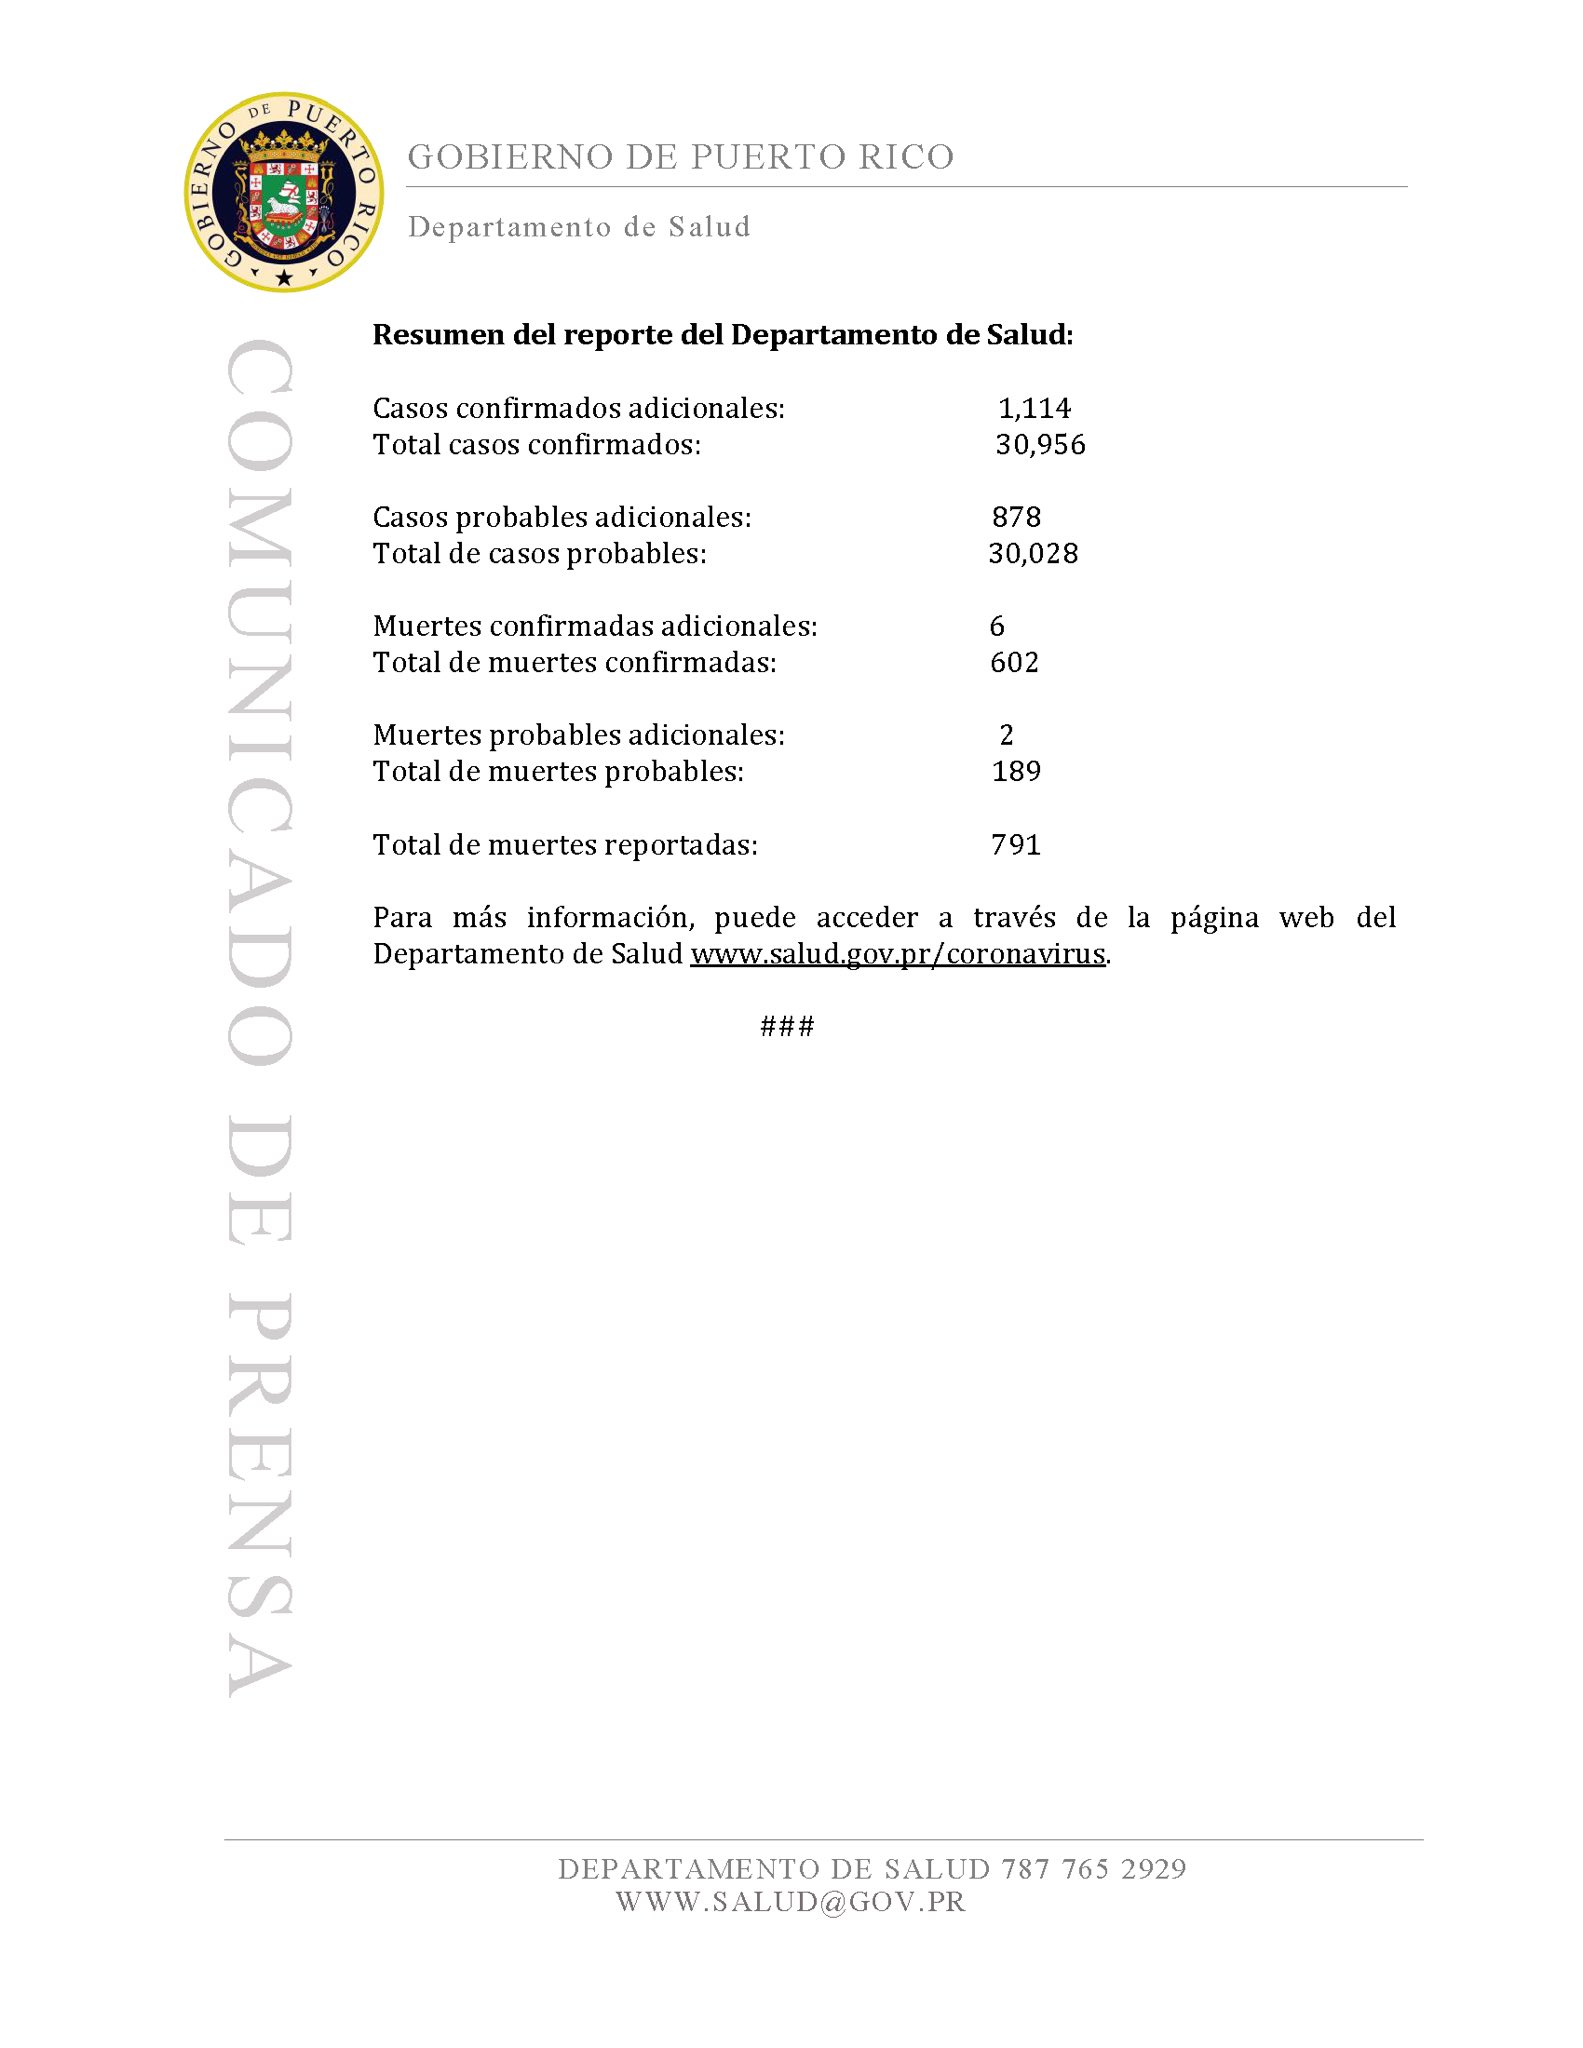 GOBIERNO DE PUERTO RICO
GOBIERNO DE PUERTO RICO
Departamento de Salud
COMUNICADO DE PRENSA
Resumen del reporte del Departamento de Salud:
Casos confirmados adicionales: 1,114
Total casos confirmados: 30,956
Casos probables adicionales: 878
Total de casos probables: 30,028
Muertes confirmadas adicionales: 6
Total de muertes confirmadas: 602
Muertes probables adicionales: 2
Total de muertes probables: 189
Total de muertes reportadas: 791
Para más información, puede acceder a través de la página web del
Departamento de Salud www.salud.gov.pr/coronavirus.
###
DEPARTAMENTO DE SALUD 787 765 2929
WWW.SALUD@GOV.PR